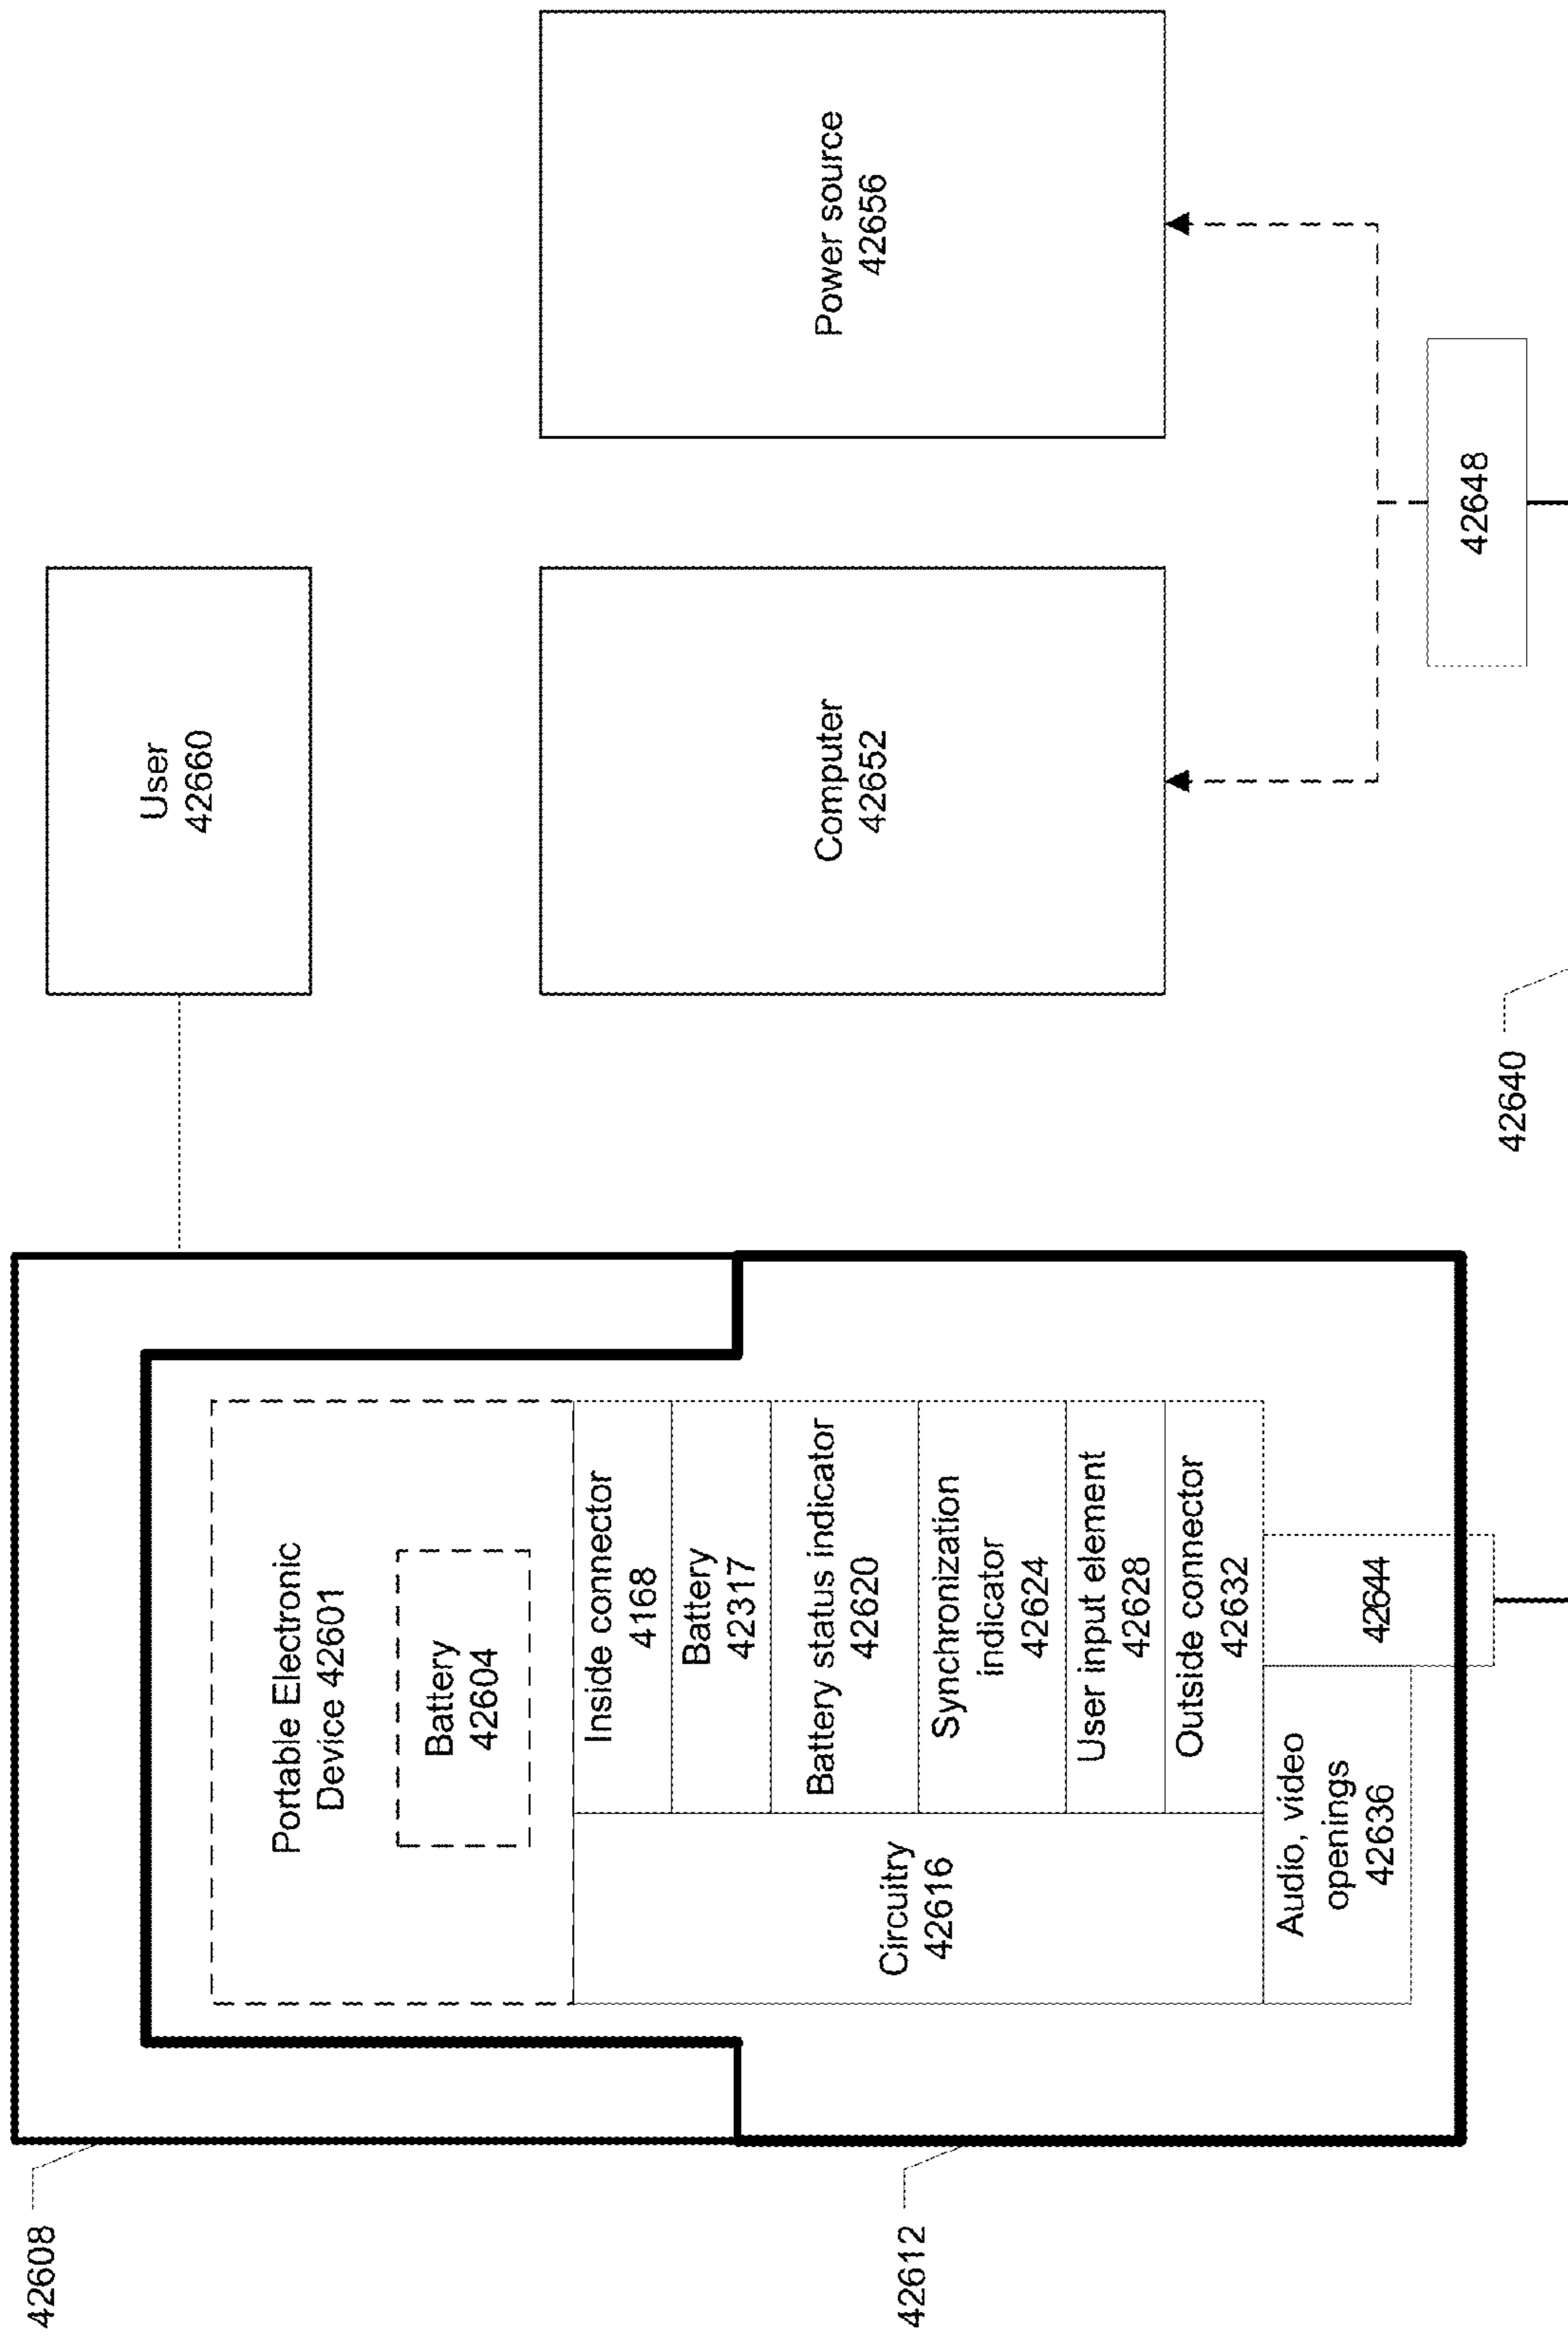 42608
42612
Portable Electronic
Device 42601
Battery
42604
Circuitry
42616
Inside connector
4168
Battery
42317
Battery status indicator
42620
Synchronization
indicator
42624
User input element
42628
Outside connector
42632
Audio, video
openings
42636
42644
42640
User
42660
Computer
42652
Power source
42656
42648